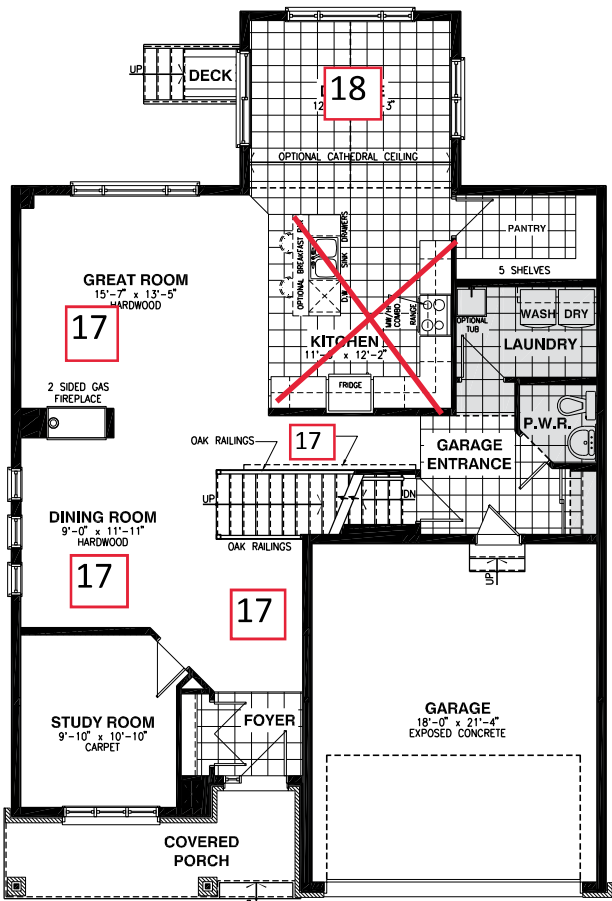 UP
DECK
18
OPTIONAL CATHEDRAL CEILING
PANTRY
5 SHELVES
GREAT ROOM
15'-7" x 13'-5"
HARDWOOD
17
OPTIONAL BREAKFAST
SINK
DRAWERS
D.W.
MW/H
COMBO
RANGE
KITCHEN
x 12'-2"
FRIDGE
OPTIONAL
TUB
WASH
DRY
LAUNDRY
2 SIDED GAS
FIREPLACE
P.W.R.
OAK RAILINGS
17
GARAGE
ENTRANCE
UP
DN
OAK RAILINGS
DINING ROOM
9'-0" x 11'-11"
HARDWOOD
17
17
UP
STUDY ROOM
9'-10" x 10'-10"
CARPET
FOYER
GARAGE
18'-0" x 21'-4"
EXPOSED CONCRETE
COVERED
PORCH